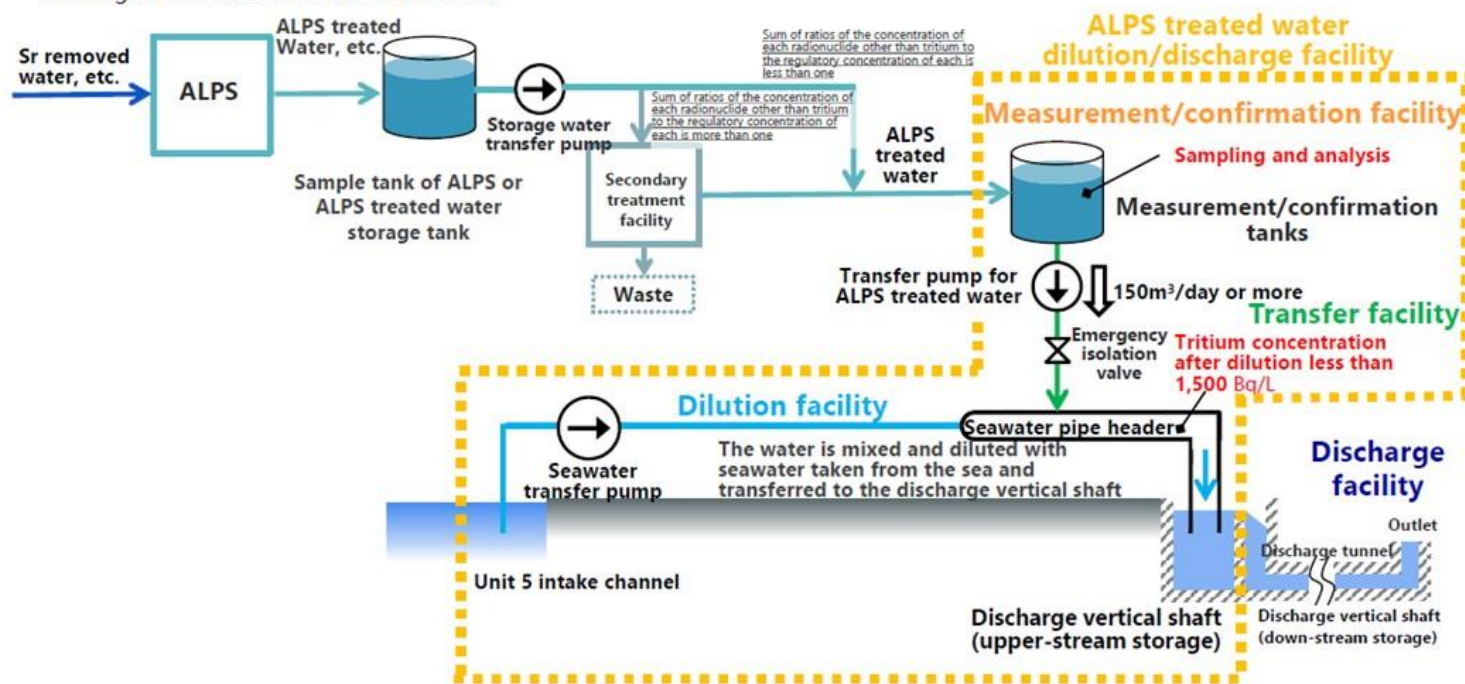 Sr removed
water, etc.
ALPS
ALPS treated
Water, etc.
Sample tank of ALPS or
ALPS treated water
storage tank
Storage water
transfer pump
Sum of ratios of the concentration of
each radionuclide other than tritium to
the regulatory concentration of each is
less than one
Sum of ratios of the concentration of
each radionuclide other than tritium
to the regulatory concentration of
each is more than one
Secondary
treatment
facility
Waste
ALPS
treated
water
ALPS treated water
dilution/discharge facility
Measurement/confirmation facility
Sampling and analysis
Measurement/confirmation
tanks
Transfer pump for
ALPS treated water
150m³/day or more
Transfer facility
Emergency
isolation
valve
Tritium concentration
after dilution less than
1,500 Bq/L
Dilution facility
Seawater pipe header
Seawater
transfer pump
The water is mixed and diluted with
seawater taken from the sea and
transferred to the discharge vertical shaft
Discharge
facility
Outlet
Discharge tunnel
Unit 5 intake channel
Discharge vertical shaft
(upper-stream storage)
Discharge vertical shaft
(down-stream storage)